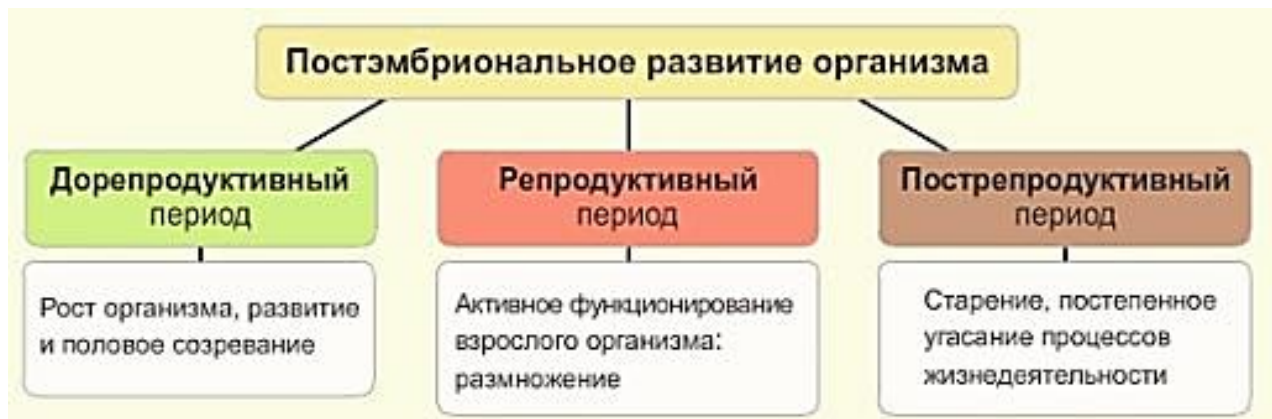 Постэмбриональное развитие организма
Дорепродуктивный
период
Репродуктивный
период
Пострепродуктивный
период
Рост организма, развитие
и половое созревание
Активное функционирование
взрослого организма:
размножение
Старение, постепенное
угасание процессов
жизнедеятельности